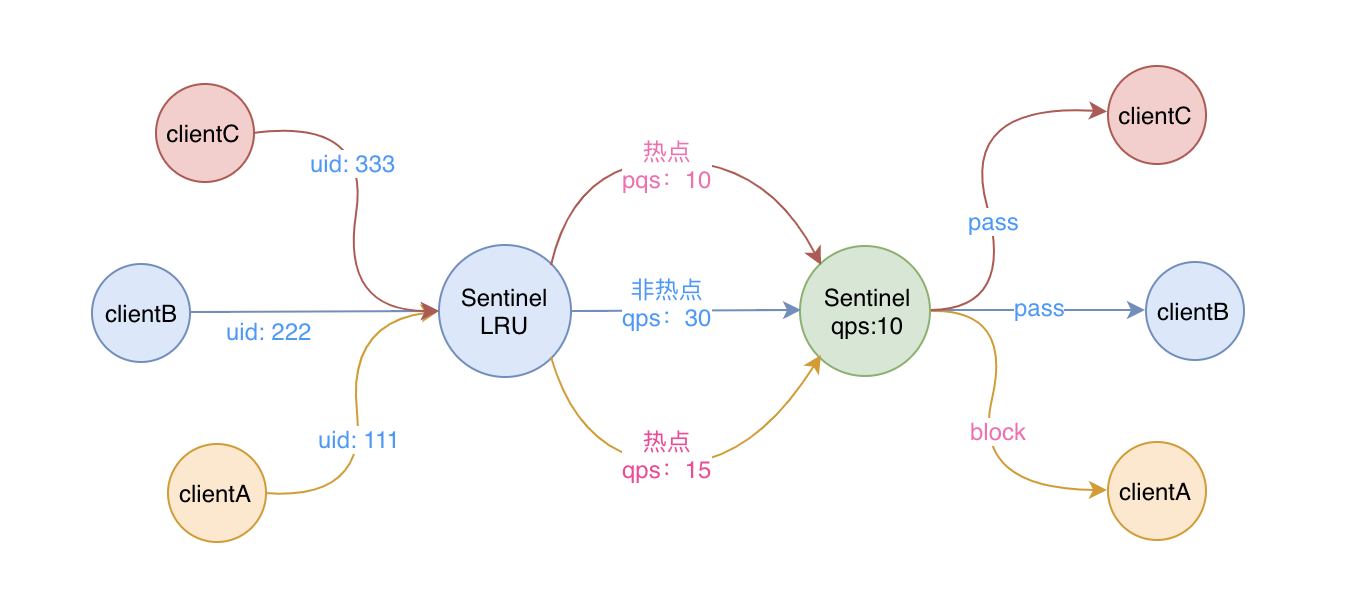 clientC
uid: 333
clientB
uid: 222
clientA
uid: 111
Sentinel
LRU
热点
pqs：10
非热点
qps：30
热点
qps：15
Sentinel
qps:10
pass
clientC
pass
clientB
block
clientA